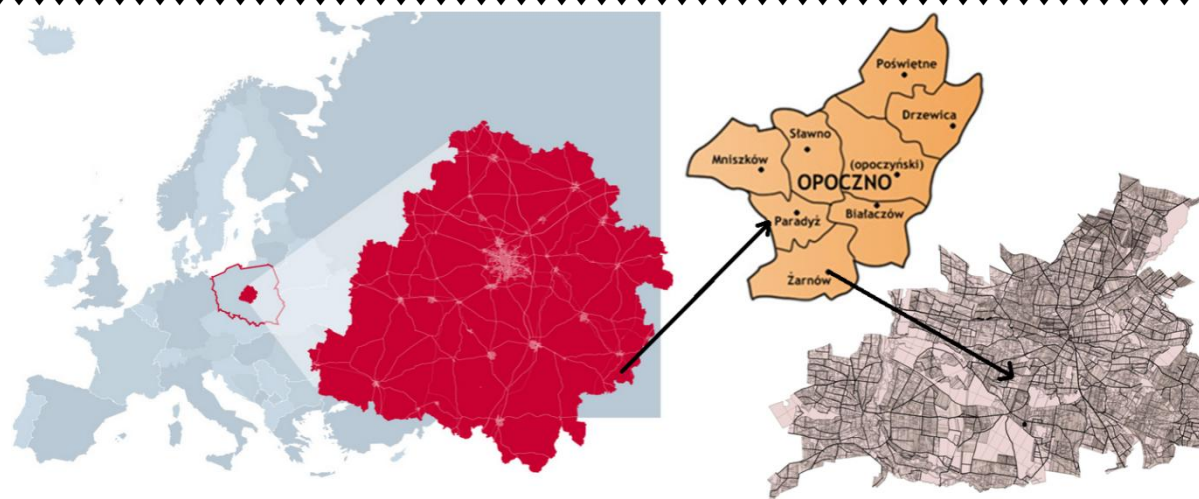 Poświętne
Drzewica
Sławno
Mniszków
(opoczyński)
OPOCZNO
Paradyż
Białaczów
Żarnów